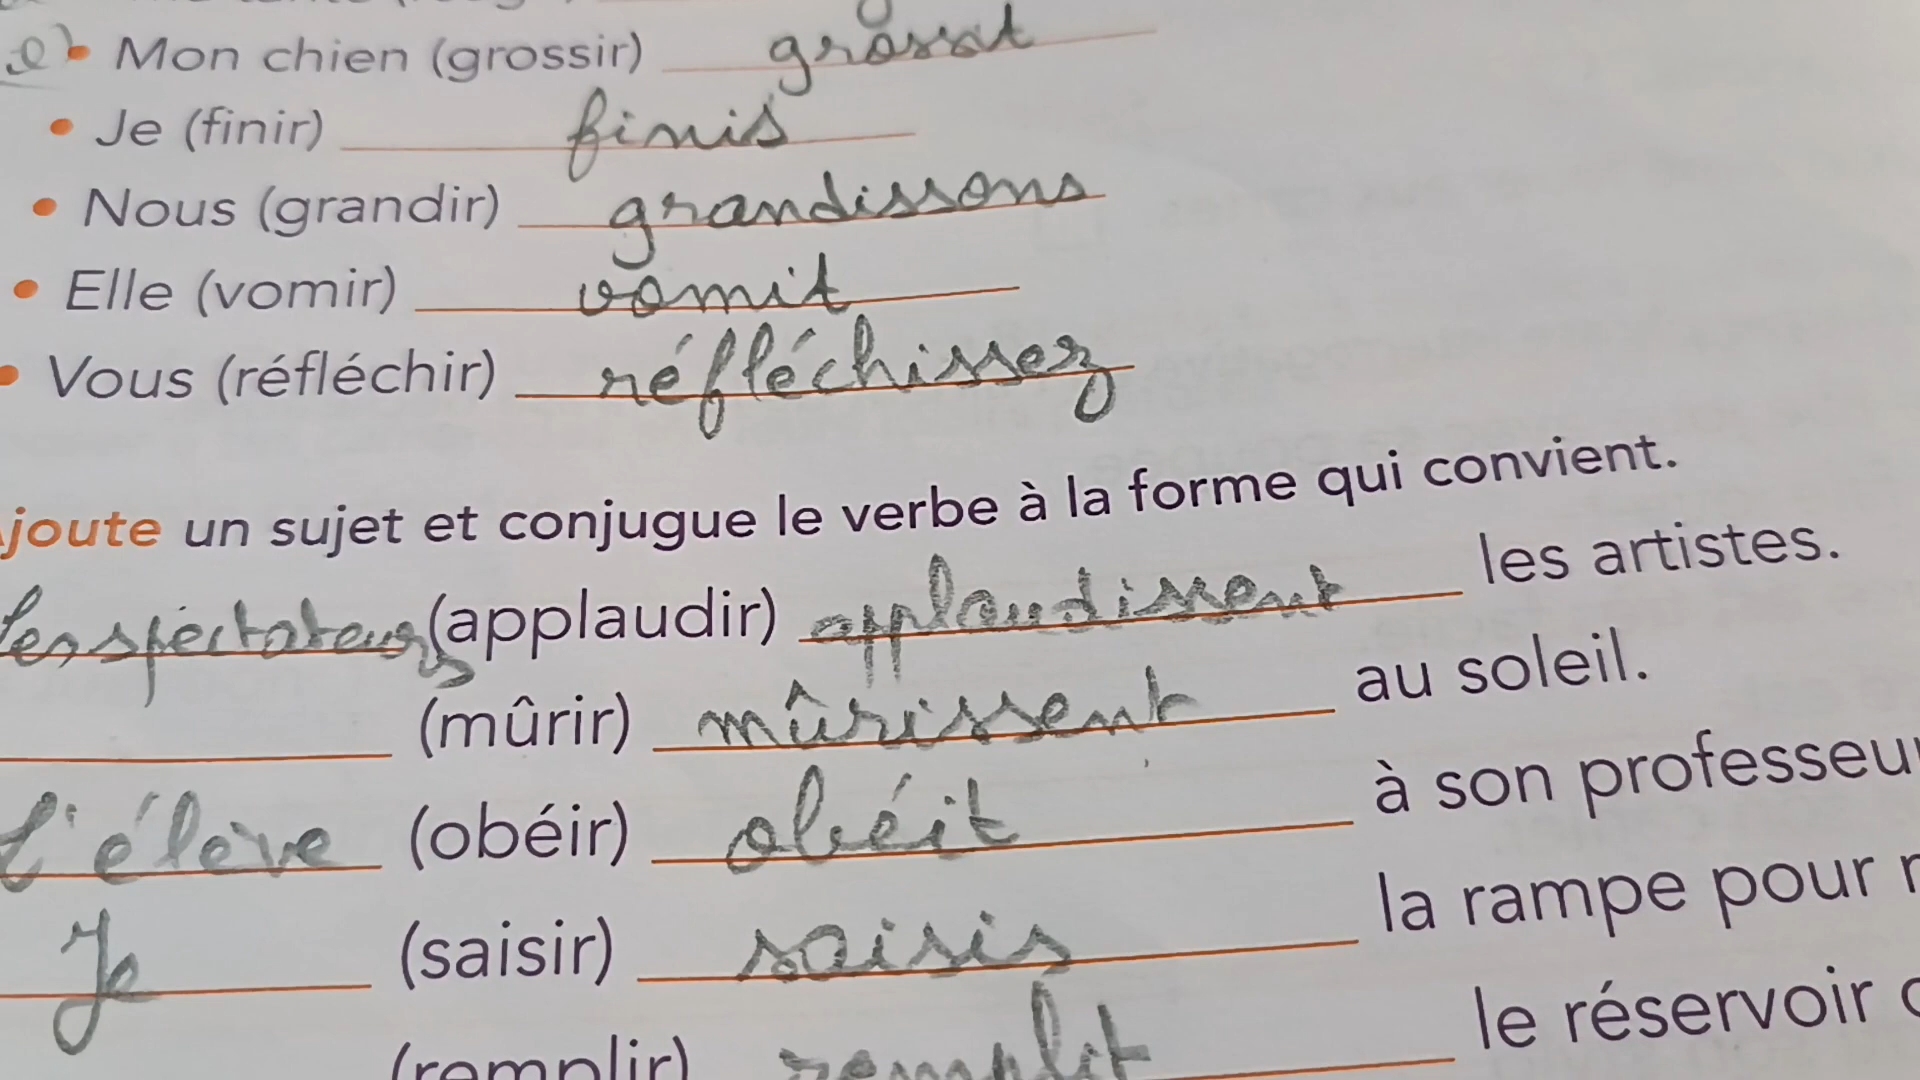 • Mon chien (grossir) grossit
• Je (finir) finis
• Nous (grandir) grandissons
• Elle (vomir) vomit
• Vous (réfléchir) réfléchissez
joute un sujet et conjugue le verbe à la forme qui convient.
Les spectateurs (applaudir) applaudissent les artistes.
(mûrir) mûrissent au soleil.
L'élève (obéir) obéit à son professeu
Je (saisir) saisis la rampe pour
(remplir) remplit le réservoir